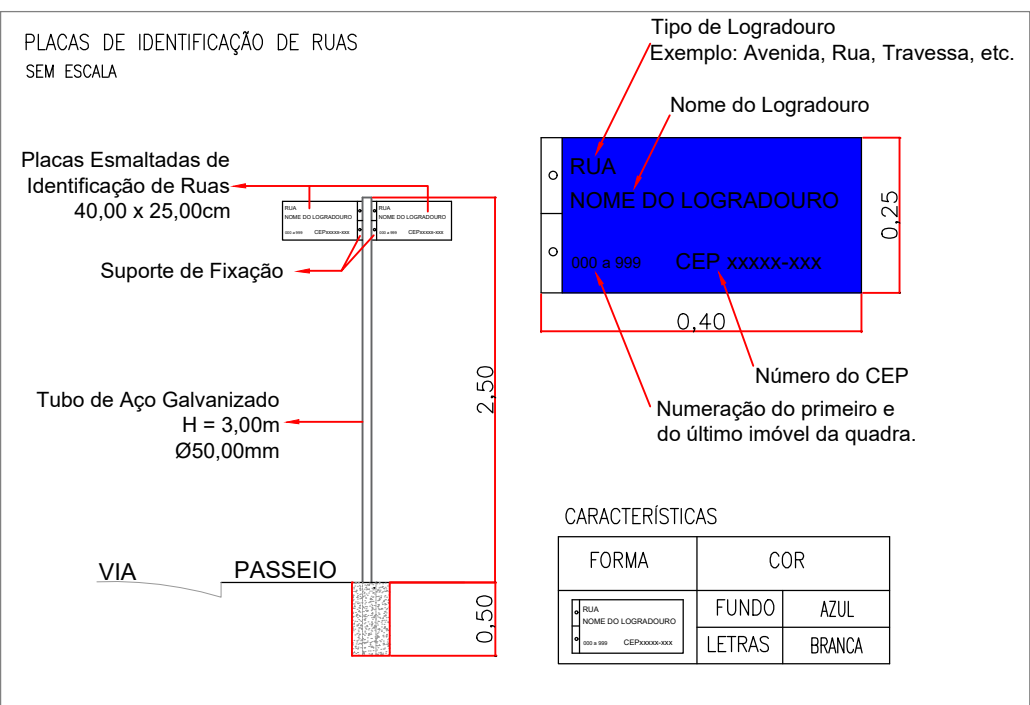 PLACAS DE IDENTIFICAÇÃO DE RUAS
SEM ESCALA
Placas Esmaltadas de
Identificação de Ruas
40,00 x 25,00cm
RUA
NOME DO LOGRADOURO
000 a 999 CEPxxxxx-xxx
RUA
NOME DO LOGRADOURO
000 a 999 CEPxxxxx-xxx
Suporte de Fixação
Tubo de Aço Galvanizado
H = 3,00m
Ø50,00mm
2,50
VIA
PASSEIO
0,50
Tipo de Logradouro
Exemplo: Avenida, Rua, Travessa, etc.
Nome do Logradouro
RUA
NOME DO LOGRADOURO
000 a 999 CEP xxxxx-xxx
0,25
0,40
Número do CEP
Numeração do primeiro e
do último imóvel da quadra.
CARACTERÍSTICAS
FORMA COR
RUA
NOME DO LOGRADOURO
000 a 999 CEPxxxxx-xxx
FUNDO AZUL
LETRAS BRANCA